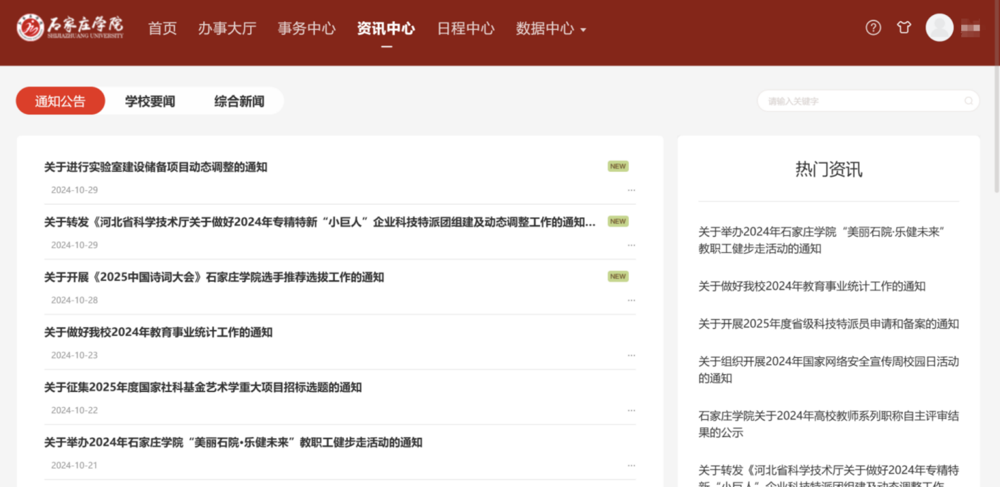 石家庄学院
SHIJIAZHUANG UNIVERSITY
首页 办事大厅 事务中心 资讯中心 日程中心 数据中心
通知公告 学校要闻 综合新闻
请输入关键字
关于进行实验室建设储备项目动态调整的通知 NEW
2024-10-29 ...
关于转发《河北省科学技术厅关于做好2024年专精特新“小巨人”企业科技特派团组建及动态调整工作的通知... NEW
2024-10-29 ...
关于开展《2025中国诗词大会》石家庄学院选手推荐选拔工作的通知 NEW
2024-10-28 ...
关于做好我校2024年教育事业统计工作的通知
2024-10-23 ...
关于征集2025年度国家社科基金艺术学重大项目招标选题的通知
2024-10-22 ...
关于举办2024年石家庄学院“美丽石院·乐健未来”教职工健步走活动的通知
2024-10-21 ...
热门资讯
关于举办2024年石家庄学院“美丽石院·乐健未来”
教职工健步走活动的通知
关于做好我校2024年教育事业统计工作的通知
关于开展2025年度省级科技特派员申请和备案的通知
关于组织开展2024年国家网络安全宣传周校园日活动
的通知
石家庄学院关于2024年高校教师系列职称自主评审结
果的公示
关于转发《河北省科学技术厅关于做好2024年专精特
新“小巨人”企业科技特派团组建及动态调整工作